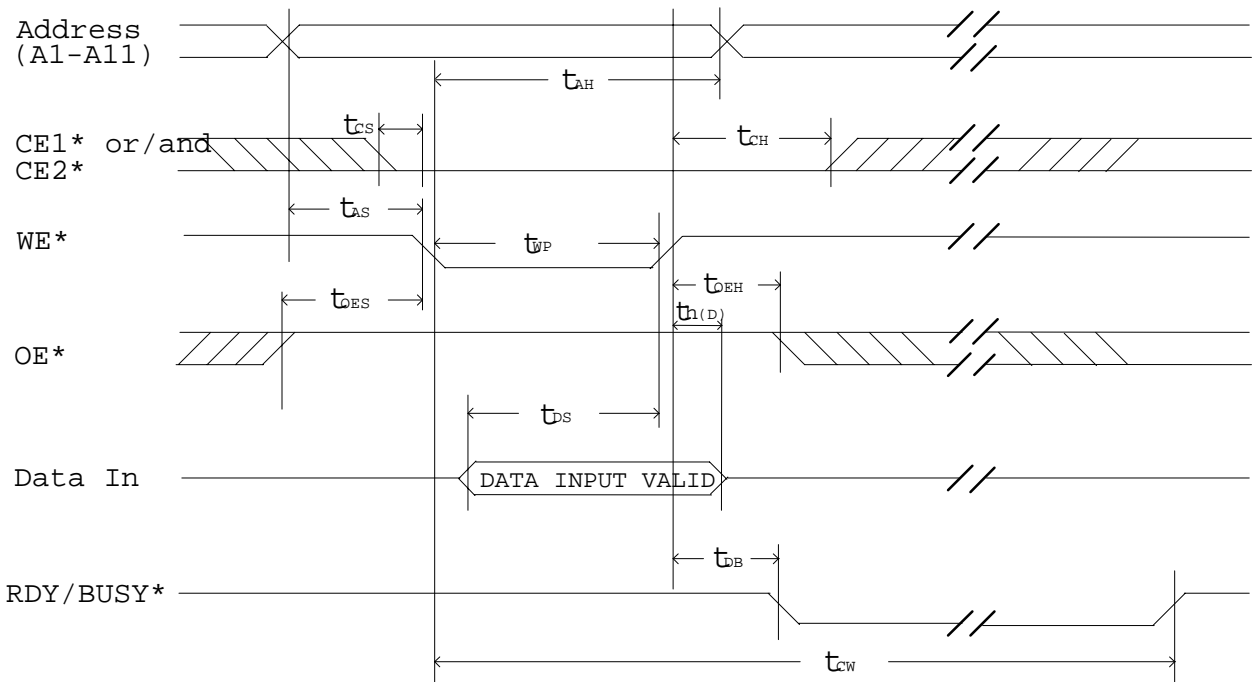 Address
(A1-A11)
tAH
tCS
CE1* or/and
CE2*
tCH
tAS
WE*
tWP
tOES
tOEH
th(D)
OE*
tDS
Data In
DATA INPUT VALID
tDB
RDY/BUSY*
tCW